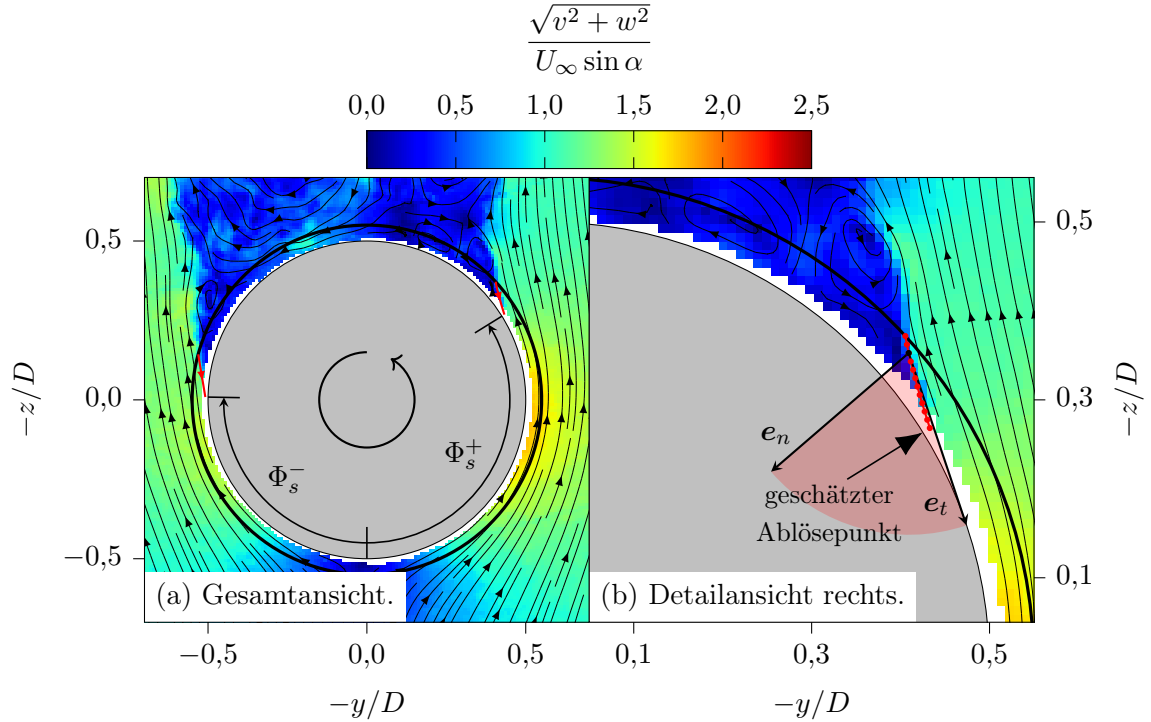 √(v² + w²)
U∞ sin α
0,0 0,5 1,0 1,5 2,0 2,5
−z/D
0,5
0,0
−0,5
Φs−
Φs+
(a) Gesamtansicht.
−0,5 0,0 0,5
−y/D
en
et
geschätzter
Ablösepunkt
(b) Detailansicht rechts.
0,1 0,3 0,5
−y/D
0,5
0,3
0,1
−z/D